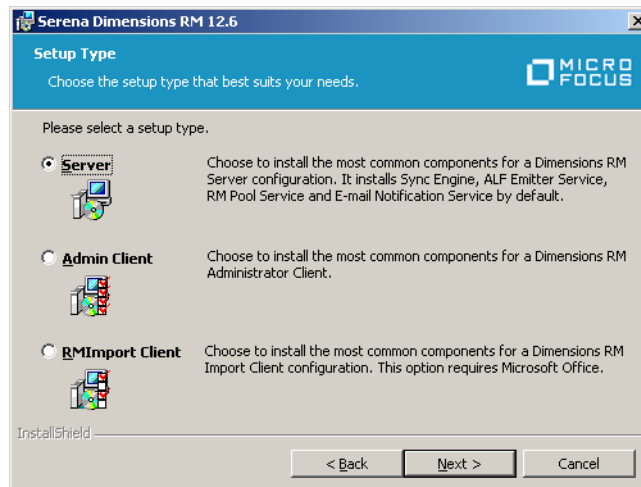 Serena Dimensions RM 12.6
Setup Type
Choose the setup type that best suits your needs.
MICRO
FOCUS
Please select a setup type.
Server
Choose to install the most common components for a Dimensions RM
Server configuration. It installs Sync Engine, ALF Emitter Service,
RM Pool Service and E-mail Notification Service by default.
Admin Client
Choose to install the most common components for a Dimensions RM
Administrator Client.
RMImport Client
Choose to install the most common components for a Dimensions RM
Import Client configuration. This option requires Microsoft Office.
InstallShield
< Back
Next >
Cancel